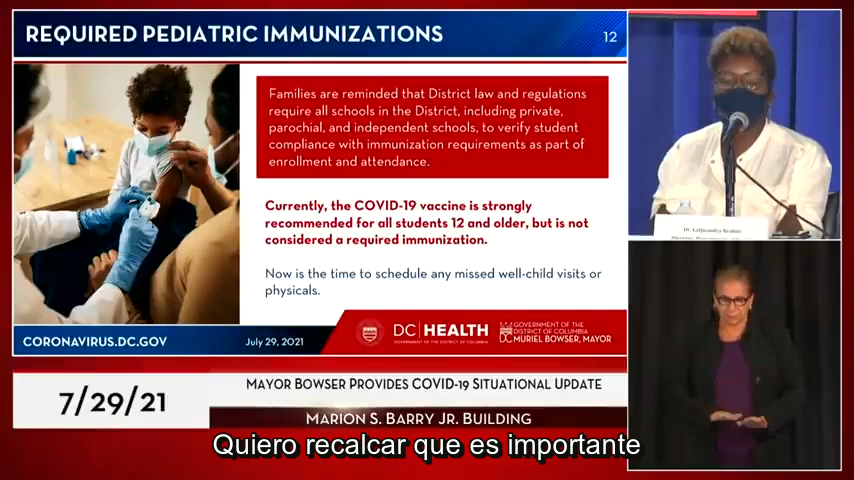 REQUIRED PEDIATRIC IMMUNIZATIONS
12
Families are reminded that District law and regulations
require all schools in the District, including private,
parochial, and independent schools, to verify student
compliance with immunization requirements as part of
enrollment and attendance.
Currently, the COVID-19 vaccine is strongly
recommended for all students 12 and older, but is not
considered a required immunization.
Now is the time to schedule any missed well-child visits or
physicals.
CORONAVIRUS.DC.GOV
July 29, 2021
DC HEALTH
GOVERNMENT OF THE DISTRICT OF COLUMBIA
GOVERNMENT OF THE
DISTRICT OF COLUMBIA
MURIEL BOWSER, MAYOR
Dr. LaQuandra Nesbitt
7/29/21
MAYOR BOWSER PROVIDES COVID-19 SITUATIONAL UPDATE
MARION S. BARRY JR. BUILDING
Quiero recalcar que es importante